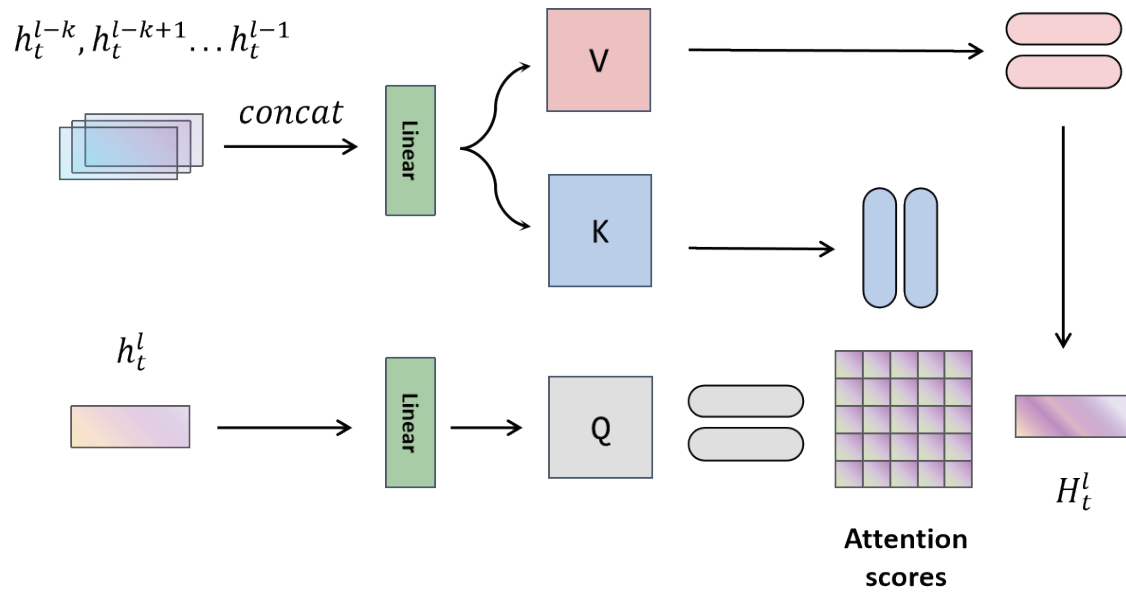 h_t^{l-k}, h_t^{l-k+1} ... h_t^{l-1}
concat
Linear
V
K
h_t^l
Linear
Q
H_t^l
Attention
scores